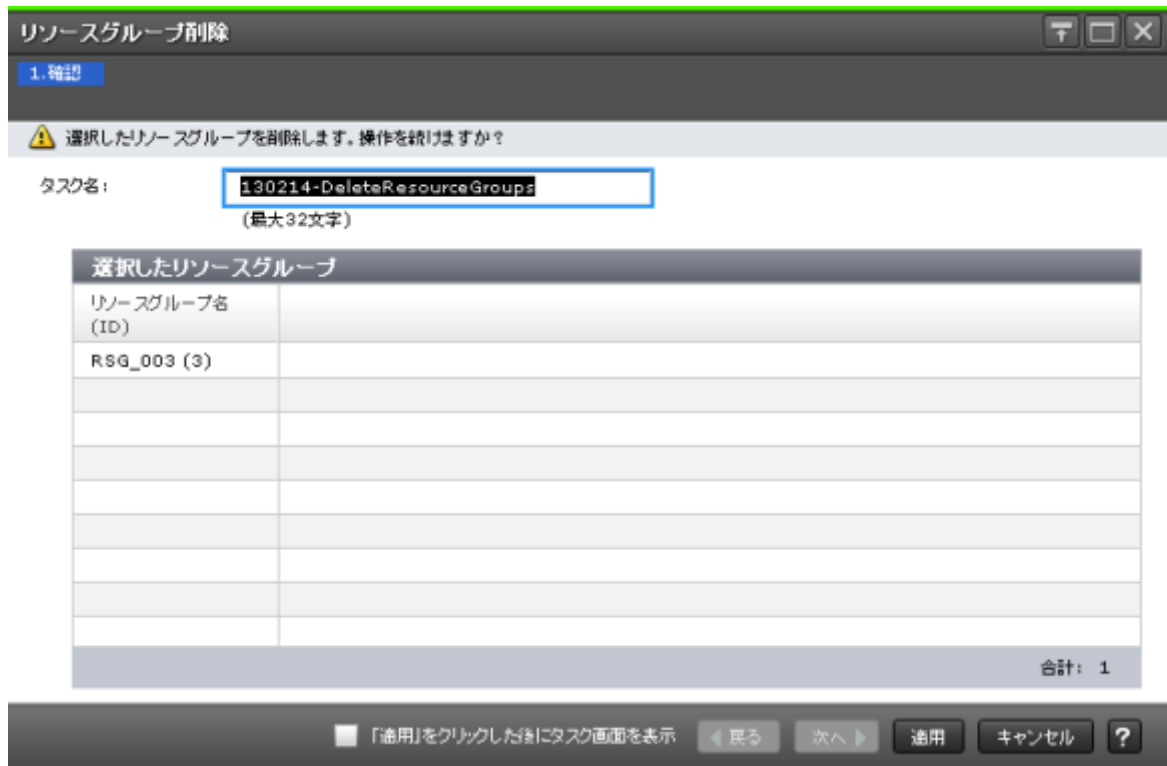 リソースグループ削除
1.確認
選択したリソースグループを削除します。操作を続けますか？
タスク名:
130214-DeleteResourceGroups
(最大32文字)
選択したリソースグループ
リソースグループ名
(ID)
RSG_003 (3)
合計: 1
「適用」をクリックした後にタスク画面を表示
戻る
次へ
適用
キャンセル
?